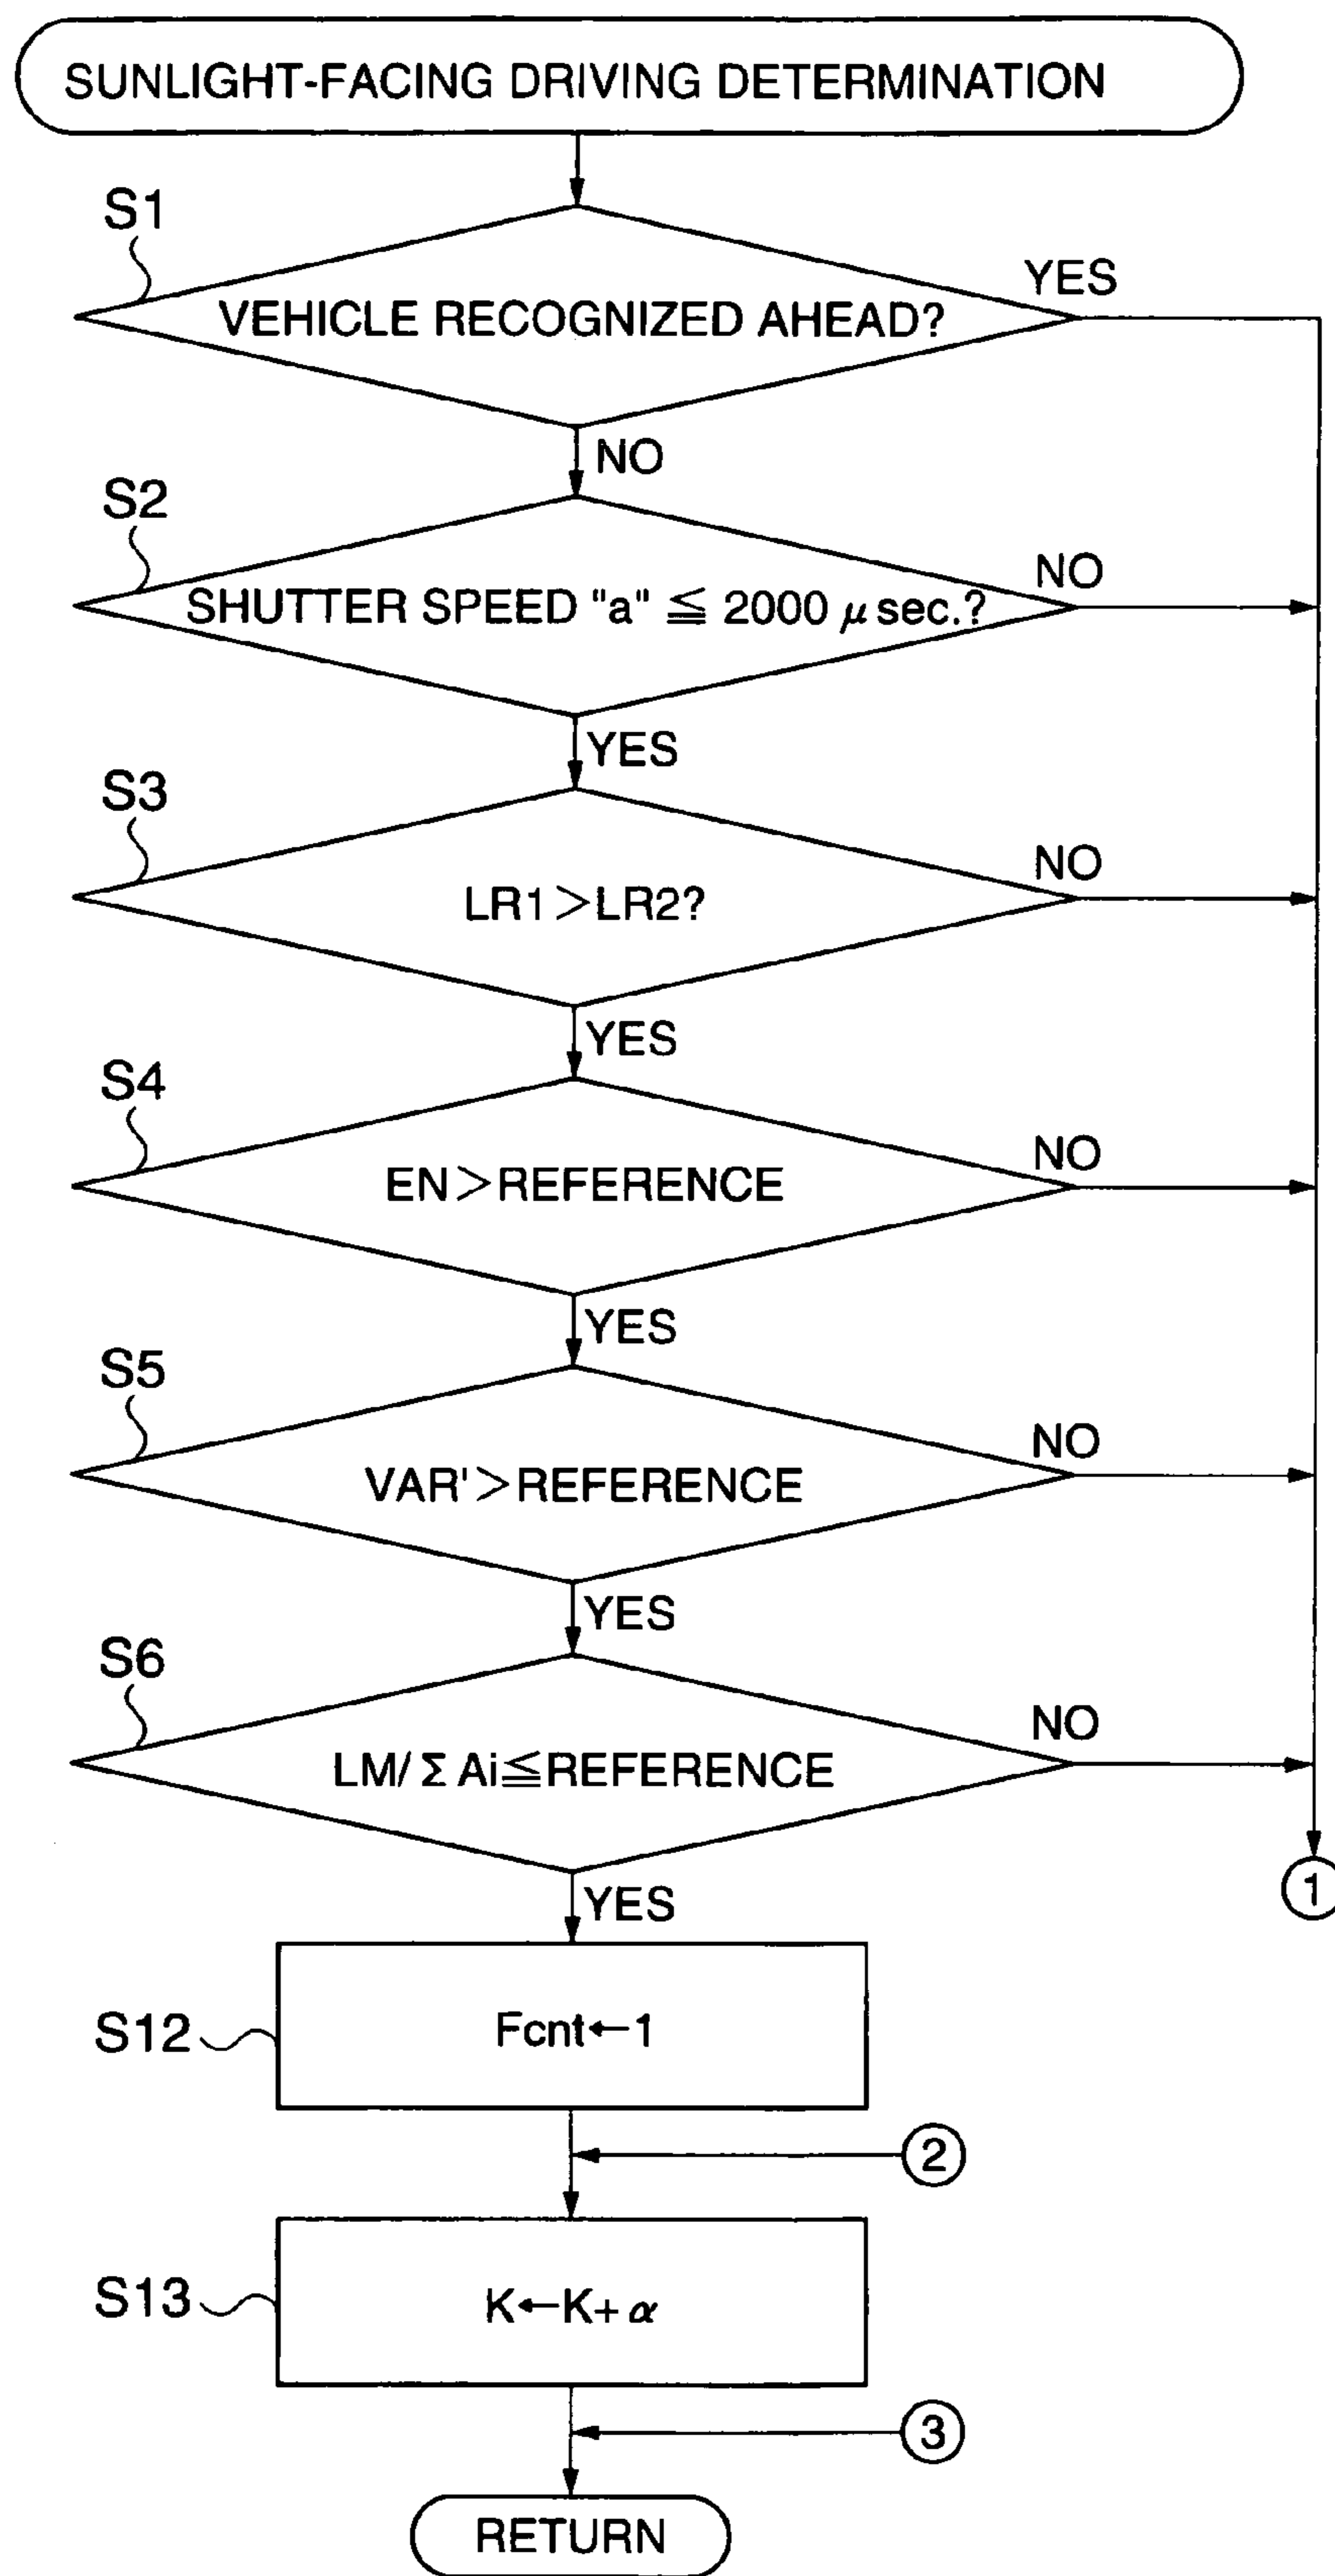 SUNLIGHT-FACING DRIVING DETERMINATION
S1
YES
VEHICLE RECOGNIZED AHEAD?
NO
S2
NO
SHUTTER SPEED "a" ≦ 2000 μ sec.?
YES
S3
NO
LR1>LR2?
YES
S4
NO
EN>REFERENCE
YES
S5
NO
VAR'>REFERENCE
YES
S6
NO
LM/ΣAi≦REFERENCE
1
YES
S12
Fcnt←1
2
S13
K←K+α
3
RETURN